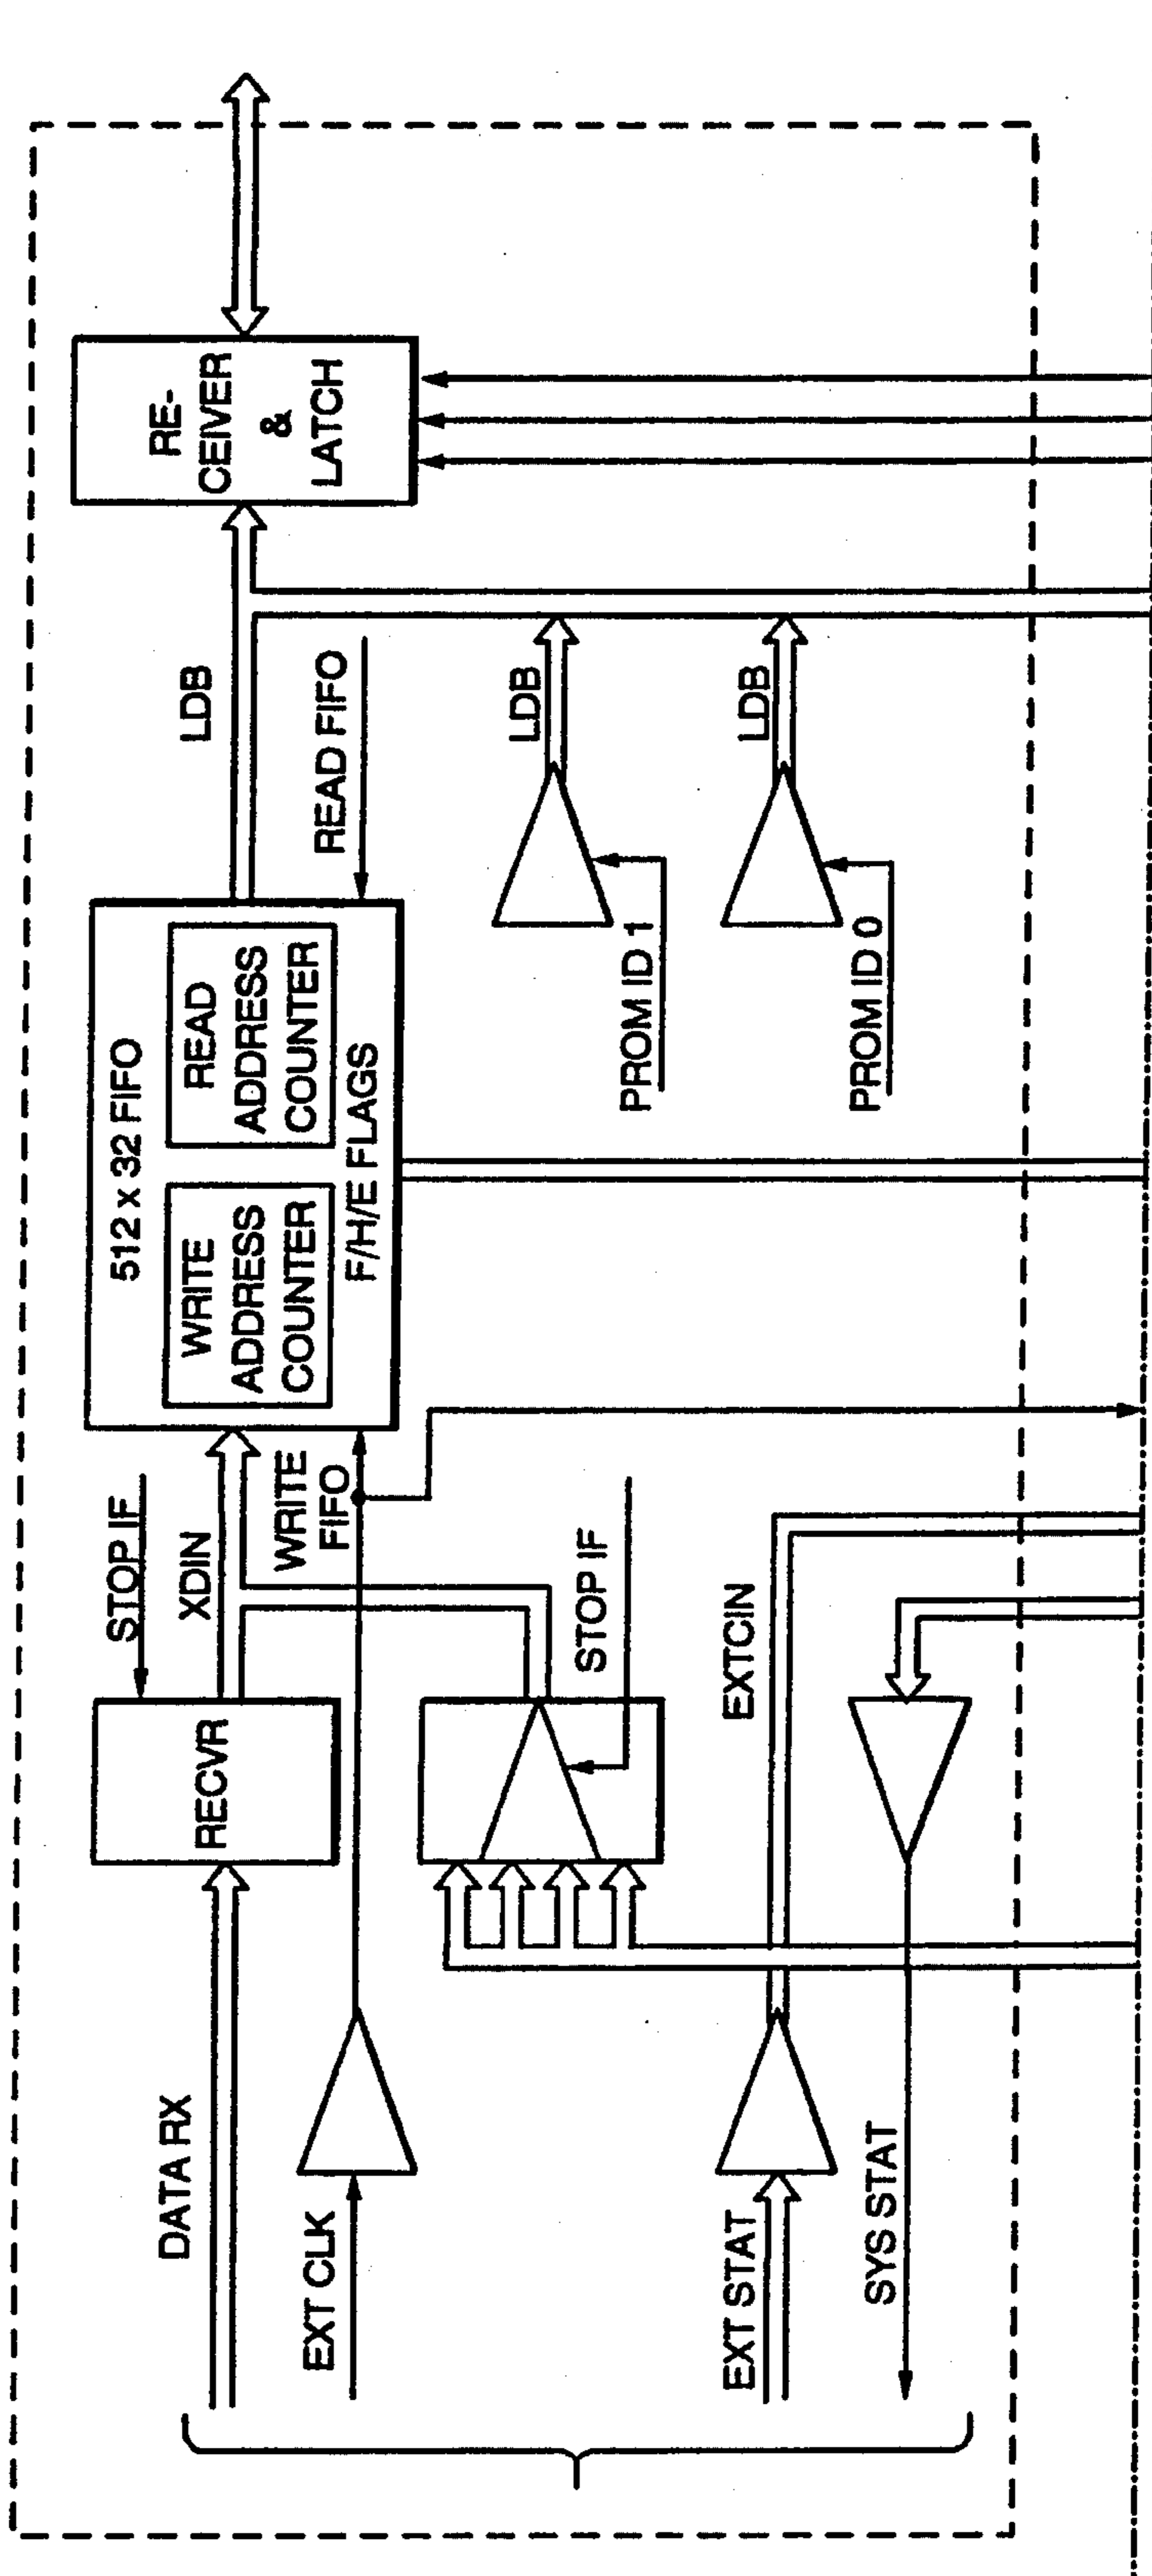 DATA RX
EXT CLK
EXT STAT
SYS STAT
RECVR
STOP IF
XDIN
WRITE
FIFO
STOP IF
EXTCIN
512 x 32 FIFO
WRITE
ADDRESS
COUNTER
READ
ADDRESS
COUNTER
F/H/E FLAGS
LDB
READ FIFO
PROM ID 1
LDB
PROM ID 0
LDB
RE-
CEIVER
&
LATCH